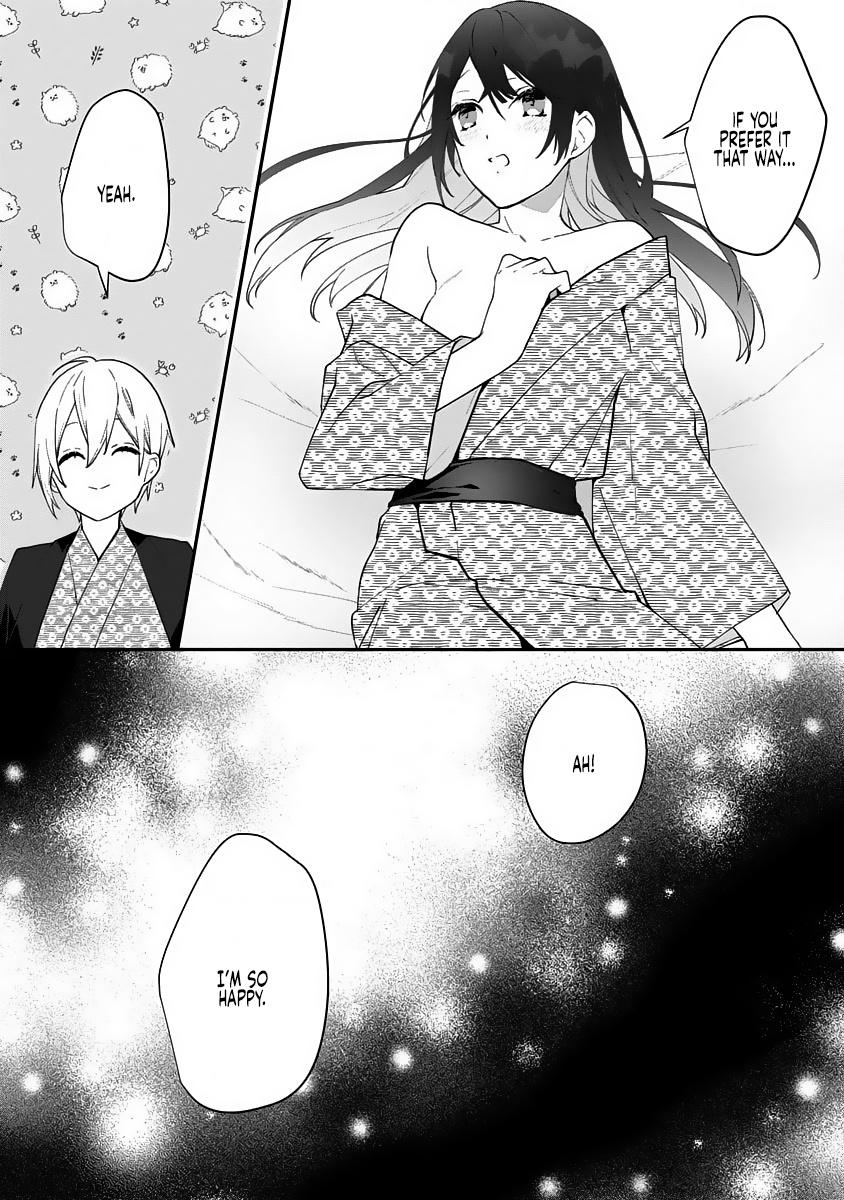 IF YOU
PREFER IT
THAT WAY...
YEAH.
AH!
I'M SO
HAPPY.